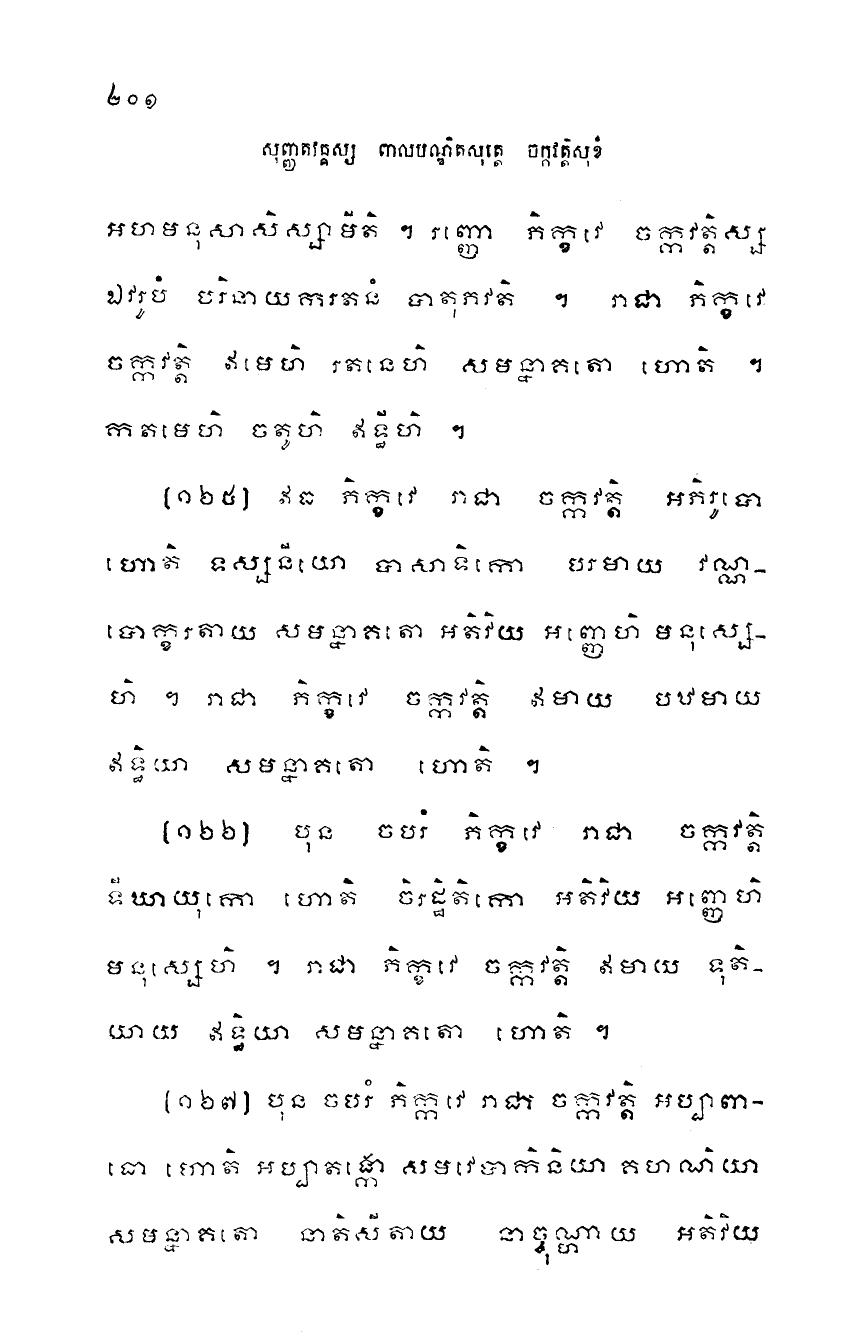 ២០១
សុញ្ញតវគ្គស្ស ពាលបណ្ឌិតសុត្តេ ចក្កវត្តិសុខំ
អហមនុសាសិស្សាមីតិ ។ រញ្ញោ ភិក្ខវេ ចក្កវត្តិស្ស
ឯវរូបំ បរិនាយករតនំ បាតុភវតិ ។ រាជា ភិក្ខវេ
ចក្កវត្តិ ឥមេហិ រតនេហិ សមន្នាគតោ ហោតិ ។
កតមេហិ ចតូហិ ឥទ្ធីហិ ។
(១៦៥) ឥធ ភិក្ខវេ រាជា ចក្កវត្តិ អភិរូបោ
ហោតិ ទស្សនីយោ បាសាទិកោ បរមាយ វណ្ណ-
បោក្ខរតាយ សមន្នាគតោ អតិវិយ អញ្ញេហិ មនុស្សេ-
ហិ ។ រាជា ភិក្ខវេ ចក្កវត្តិ ឥមាយ បឋមាយ
ឥទ្ធិយា សមន្នាគតោ ហោតិ ។
(១៦៦) បុន ចបរំ ភិក្ខវេ រាជា ចក្កវត្តិ
ទីឃាយុកោ ហោតិ ចិរដ្ឋិតិកោ អតិវិយ អញ្ញេហិ
មនុស្សេហិ ។ រាជា ភិក្ខវេ ចក្កវត្តិ ឥមាយ ទុតិ-
យាយ ឥទ្ធិយា សមន្នាគតោ ហោតិ ។
(១៦៧) បុន ចបរំ ភិក្ខវេ រាជា ចក្កវត្តិ អប្បាពា-
ធោ ហោតិ អប្បាតង្កោ សមវេបាកិនិយា គហណិយា
សមន្នាគតោ នាតិសីតាយ នាច្ចុណ្ហាយ អតិវិយ